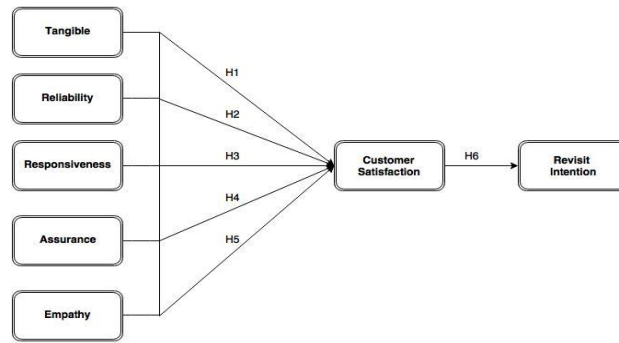 Tangible
H1
Reliability
H2
Responsiveness
H3
Customer
Satisfaction
H6
Revisit
Intention
H4
Assurance
H5
Empathy